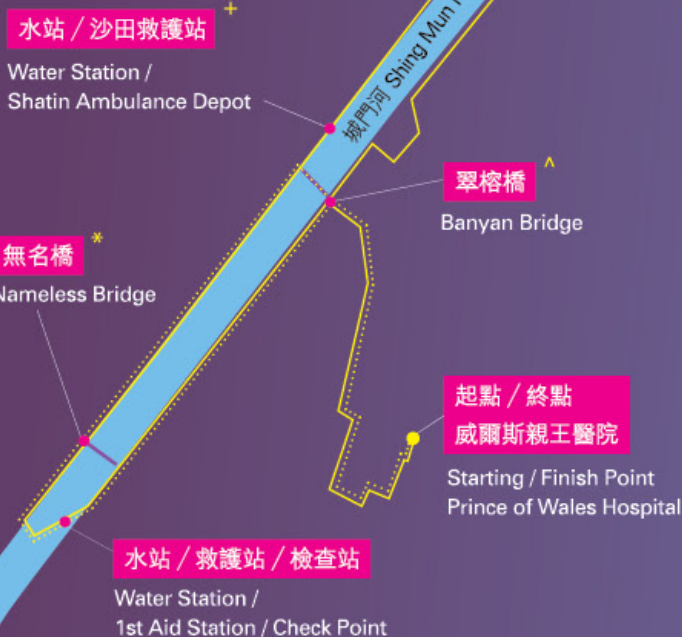 水站 / 沙田救護站 +
Water Station /
Shatin Ambulance Depot
城門河 Shing Mun
翠榕橋 ^
Banyan Bridge
無名橋 *
Nameless Bridge
起點 / 終點
威爾斯親王醫院
Starting / Finish Point
Prince of Wales Hospital
水站 / 救護站 / 檢查站
Water Station /
1st Aid Station / Check Point